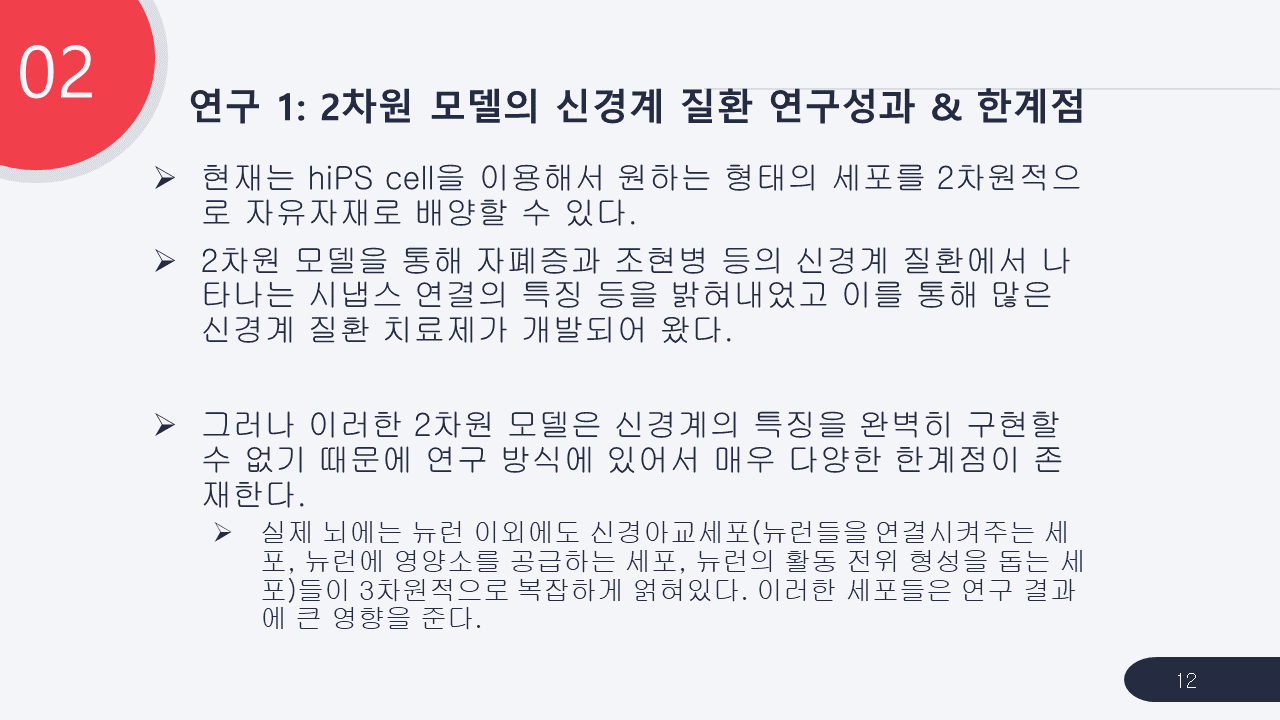 02
연구 1: 2차원 모델의 신경계 질환 연구성과 & 한계점
➢ 현재는 hiPS cell을 이용해서 원하는 형태의 세포를 2차원적으
로 자유자재로 배양할 수 있다.
➢ 2차원 모델을 통해 자폐증과 조현병 등의 신경계 질환에서 나
타나는 시냅스 연결의 특징 등을 밝혀내었고 이를 통해 많은
신경계 질환 치료제가 개발되어 왔다.
➢ 그러나 이러한 2차원 모델은 신경계의 특징을 완벽히 구현할
수 없기 때문에 연구 방식에 있어서 매우 다양한 한계점이 존
재한다.
➢ 실제 뇌에는 뉴런 이외에도 신경아교세포(뉴런들을 연결시켜주는 세
포, 뉴런에 영양소를 공급하는 세포, 뉴런의 활동 전위 형성을 돕는 세
포)들이 3차원적으로 복잡하게 얽혀있다. 이러한 세포들은 연구 결과
에 큰 영향을 준다.
12